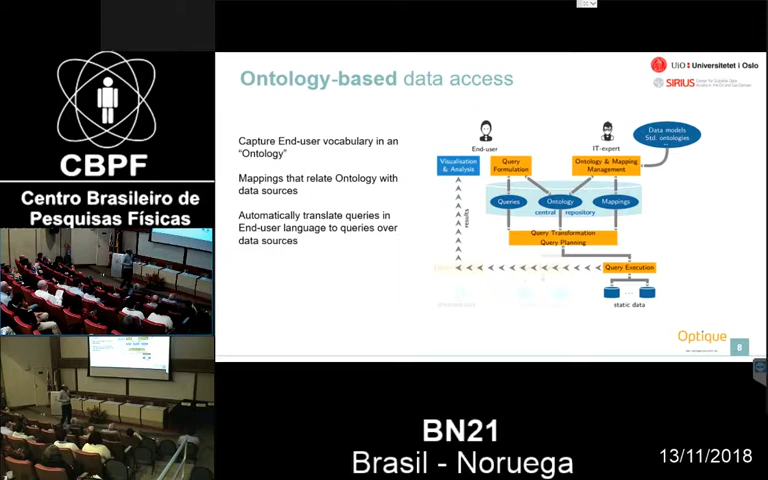 CBPF
Centro Brasileiro de
Pesquisas Físicas
Ontology-based data access
UiO Universitetet i Oslo
SIRIUS
Capture End-user vocabulary in an
“Ontology”
Mappings that relate Ontology with
data sources
Automatically translate queries in
End-user language to queries over
data sources
End-user
IT-expert
Data models
Std. ontologies
...
Visualisation
& Analysis
Query
Formulation
Ontology & Mapping
Management
Queries
Ontology
Mappings
central repository
results
Query Transformation
Query Planning
Query Execution
...
static data
Optique
8
BN21
Brasil - Noruega
13/11/2018